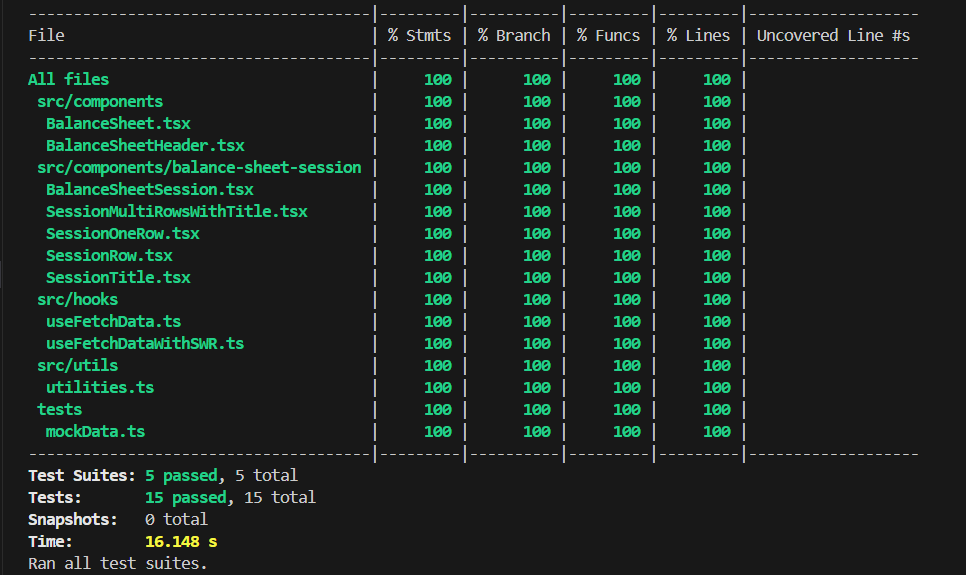 -------------------------------------|---------|----------|---------|---------|-------------------
File                                 | % Stmts | % Branch | % Funcs | % Lines | Uncovered Line #s
-------------------------------------|---------|----------|---------|---------|-------------------
All files                            |     100 |      100 |     100 |     100 |
 src/components                      |     100 |      100 |     100 |     100 |
  BalanceSheet.tsx                   |     100 |      100 |     100 |     100 |
  BalanceSheetHeader.tsx             |     100 |      100 |     100 |     100 |
 src/components/balance-sheet-session |     100 |      100 |     100 |     100 |
  BalanceSheetSession.tsx            |     100 |      100 |     100 |     100 |
  SessionMultiRowsWithTitle.tsx      |     100 |      100 |     100 |     100 |
  SessionOneRow.tsx                  |     100 |      100 |     100 |     100 |
  SessionRow.tsx                     |     100 |      100 |     100 |     100 |
  SessionTitle.tsx                   |     100 |      100 |     100 |     100 |
 src/hooks                           |     100 |      100 |     100 |     100 |
  useFetchData.ts                    |     100 |      100 |     100 |     100 |
  useFetchDataWithSWR.ts             |     100 |      100 |     100 |     100 |
 src/utils                           |     100 |      100 |     100 |     100 |
  utilities.ts                       |     100 |      100 |     100 |     100 |
 tests                               |     100 |      100 |     100 |     100 |
  mockData.ts                        |     100 |      100 |     100 |     100 |
-------------------------------------|---------|----------|---------|---------|-------------------
Test Suites: 5 passed, 5 total
Tests:       15 passed, 15 total
Snapshots:   0 total
Time:        16.148 s
Ran all test suites.